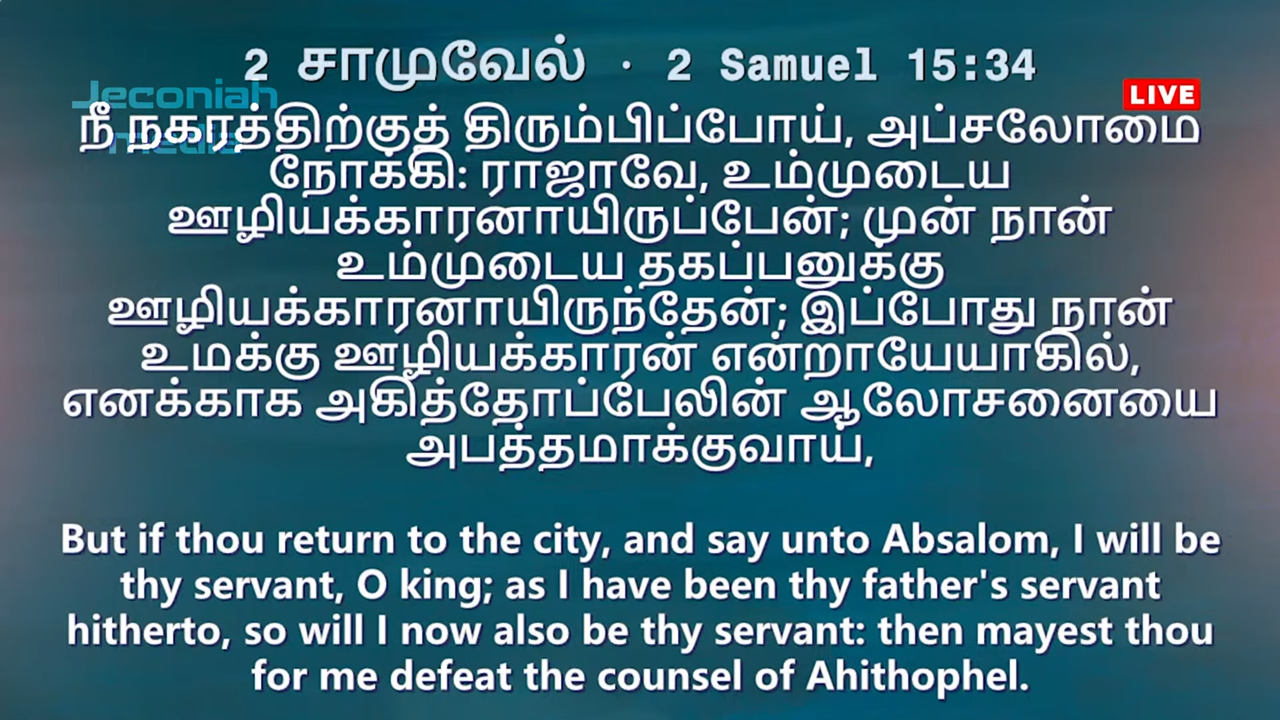 2 சாமுவேல் · 2 Samuel 15:34
Jeconiah
media
LIVE
நீ நகரத்திற்குத் திரும்பிப்போய், அப்சலோமை
நோக்கி: ராஜாவே, உம்முடைய
ஊழியக்காரனாயிருப்பேன்; முன் நான்
உம்முடைய தகப்பனுக்கு
ஊழியக்காரனாயிருந்தேன்; இப்போது நான்
உமக்கு ஊழியக்காரன் என்றாயேயாகில்,
எனக்காக அகித்தோப்பேலின் ஆலோசனையை
அபத்தமாக்குவாய்,
But if thou return to the city, and say unto Absalom, I will be
thy servant, O king; as I have been thy father's servant
hitherto, so will I now also be thy servant: then mayest thou
for me defeat the counsel of Ahithophel.